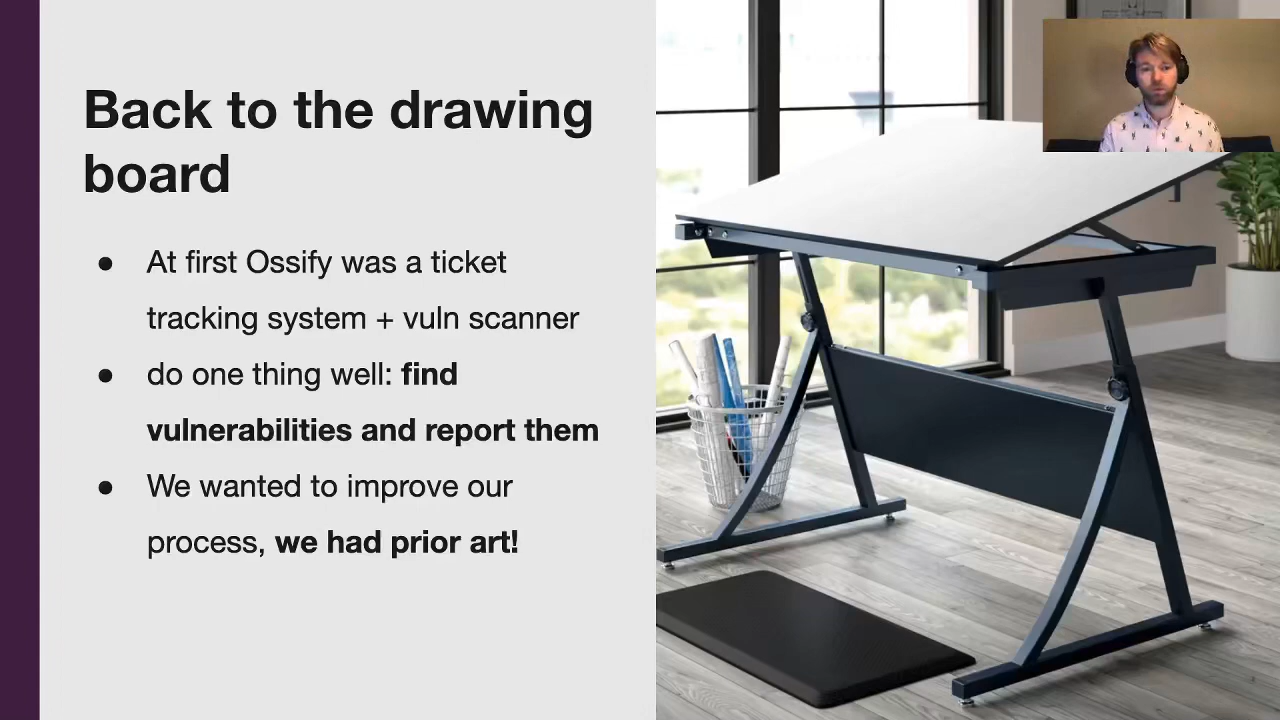 Back to the drawing
board
● At first Ossify was a ticket
tracking system + vuln scanner
● do one thing well: find
vulnerabilities and report them
● We wanted to improve our
process, we had prior art!